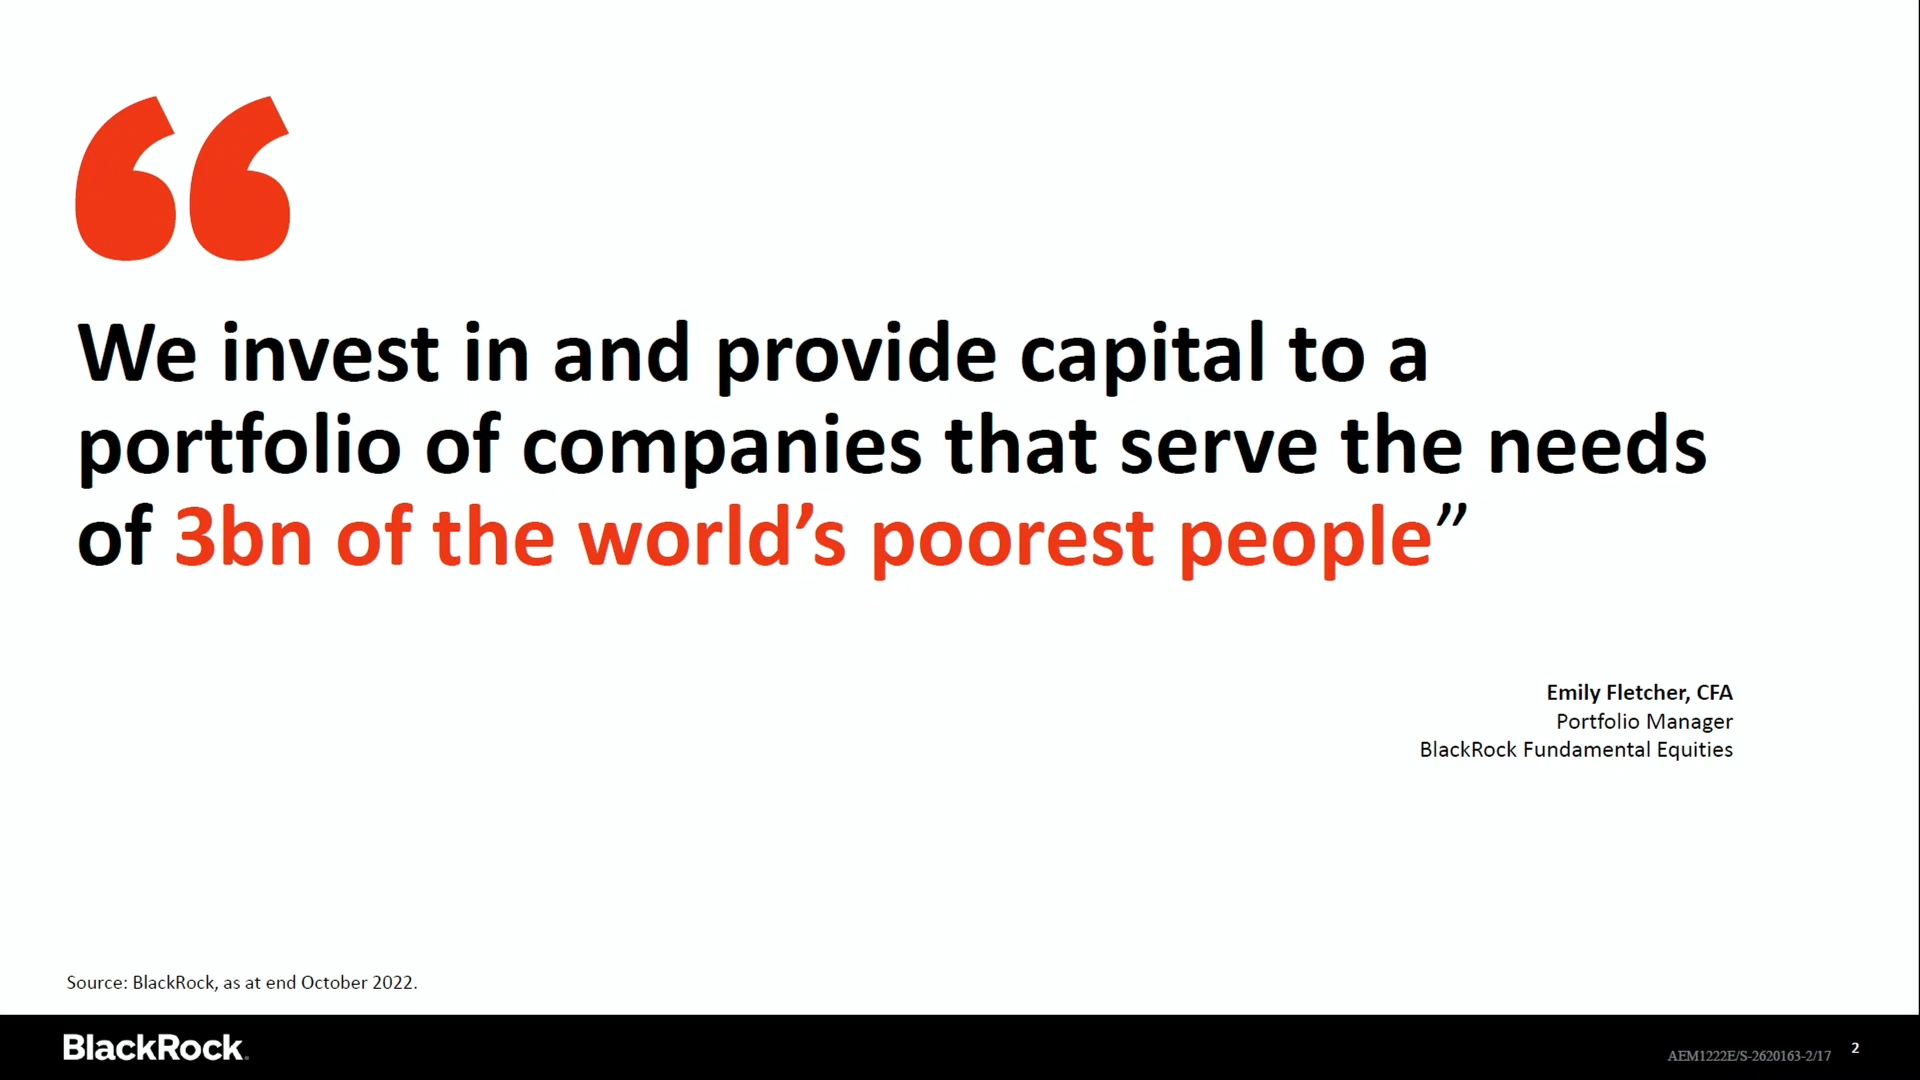 “
We invest in and provide capital to a
portfolio of companies that serve the needs
of 3bn of the world’s poorest people”
Emily Fletcher, CFA
Portfolio Manager
BlackRock Fundamental Equities
Source: BlackRock, as at end October 2022.
BlackRock.
AEM1222E/S-2620163-2/17
2